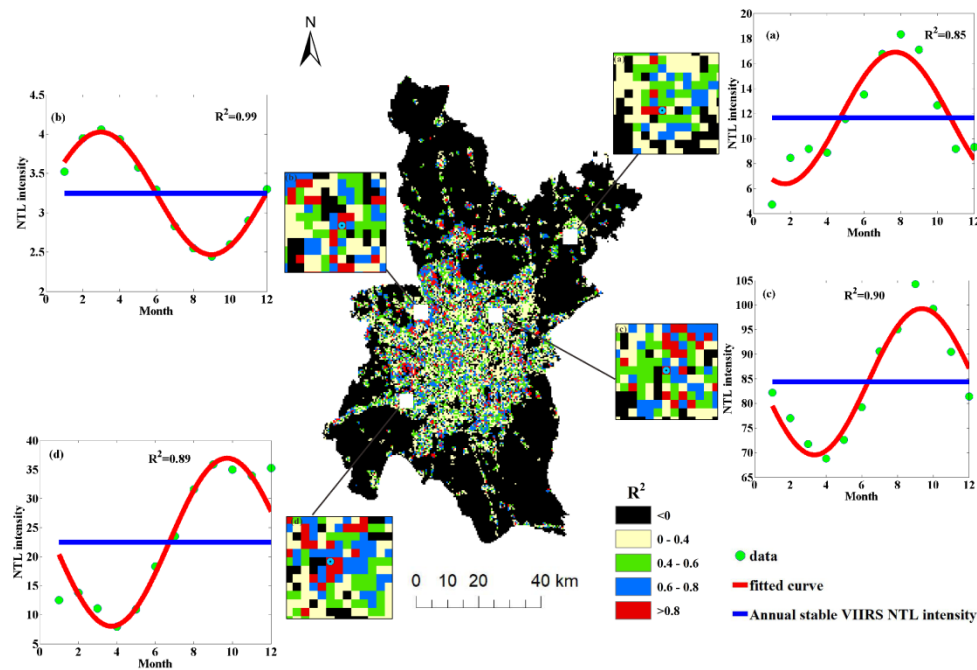 N
(b)
R²=0.99
4.5
4
3.5
3
2.5
2
0 2 4 6 8 10 12
Month
NTL intensity
(a)
R²=0.85
20
18
16
14
12
10
8
6
4
0 2 4 6 8 10 12
Month
NTL intensity
(a)
(b)
(c)
(d)
(c)
R²=0.90
105
100
95
90
85
80
75
70
65
0 2 4 6 8 10 12
Month
NTL intensity
(d)
R²=0.89
40
35
30
25
20
15
10
5
0 2 4 6 8 10 12
Month
NTL intensity
0 10 20 40 km
R²
<0
0 - 0.4
0.4 - 0.6
0.6 - 0.8
>0.8
data
fitted curve
Annual stable VIIRS NTL intensity